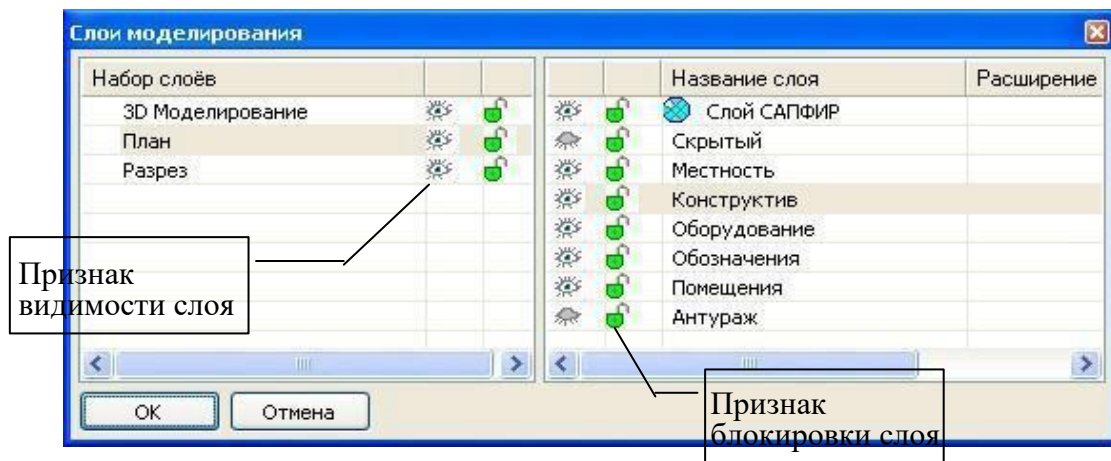 Слои моделирования
Набор слоёв
3D Моделирование
План
Разрез
Название слоя Расширение
Слой САПФИР
Скрытый
Местность
Конструктив
Оборудование
Обозначения
Помещения
Антураж
Признак
видимости слоя
Признак
блокировки слоя
OK Отмена